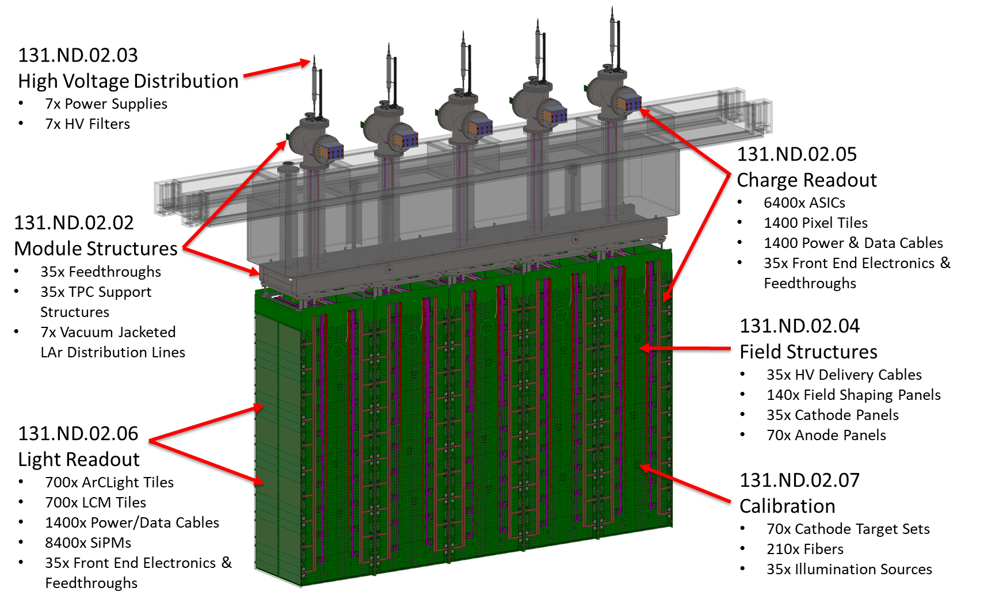 131.ND.02.03
High Voltage Distribution
• 7x Power Supplies
• 7x HV Filters
131.ND.02.02
Module Structures
• 35x Feedthroughs
• 35x TPC Support
Structures
• 7x Vacuum Jacketed
LAr Distribution Lines
131.ND.02.06
Light Readout
• 700x ArCLight Tiles
• 700x LCM Tiles
• 1400x Power/Data Cables
• 8400x SiPMs
• 35x Front End Electronics &
Feedthroughs
131.ND.02.05
Charge Readout
• 6400x ASICs
• 1400 Pixel Tiles
• 1400 Power & Data Cables
• 35x Front End Electronics &
Feedthroughs
131.ND.02.04
Field Structures
• 35x HV Delivery Cables
• 140x Field Shaping Panels
• 35x Cathode Panels
• 70x Anode Panels
131.ND.02.07
Calibration
• 70x Cathode Target Sets
• 210x Fibers
• 35x Illumination Sources